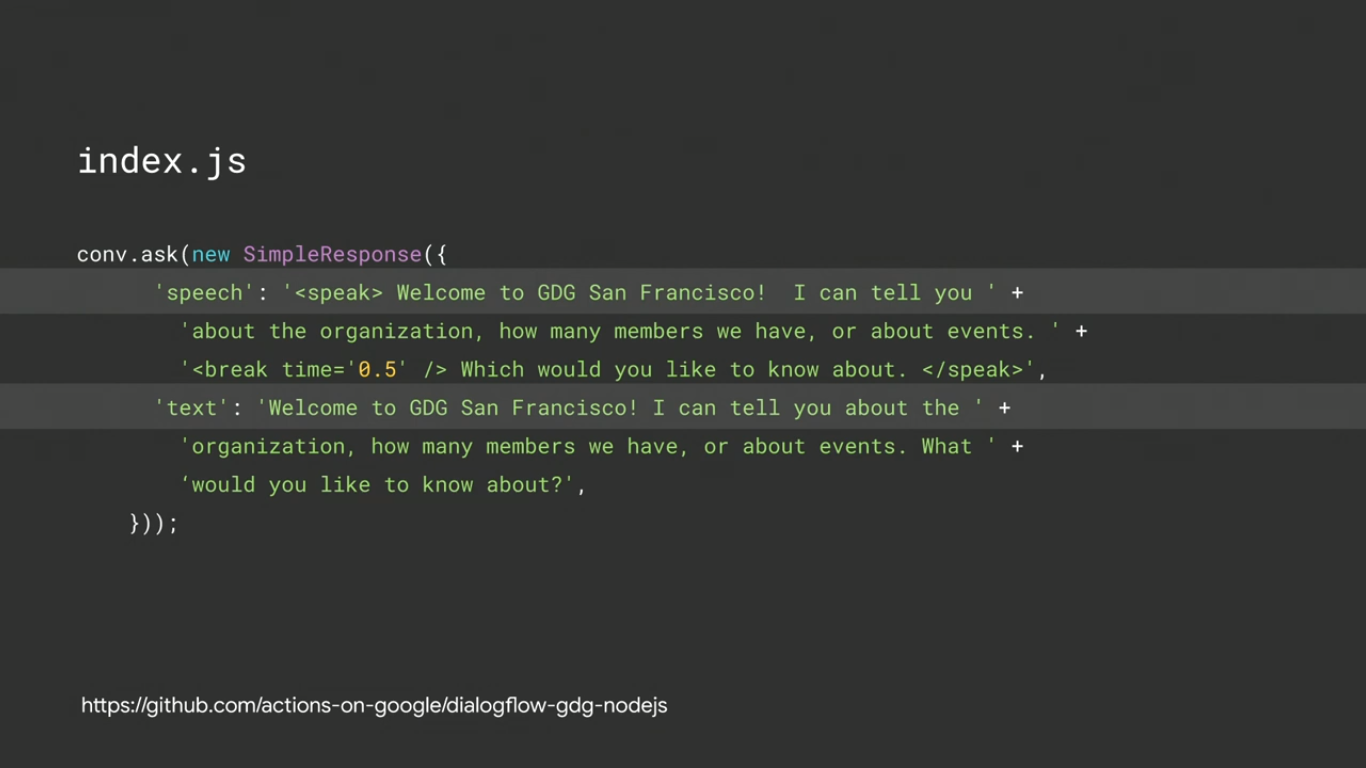 index.js
conv.ask(new SimpleResponse({
'speech': '<speak> Welcome to GDG San Francisco!  I can tell you ' +
'about the organization, how many members we have, or about events. ' +
'<break time='0.5' /> Which would you like to know about. </speak>',
'text': 'Welcome to GDG San Francisco! I can tell you about the ' +
'organization, how many members we have, or about events. What ' +
‘would you like to know about?',
}));
https://github.com/actions-on-google/dialogflow-gdg-nodejs